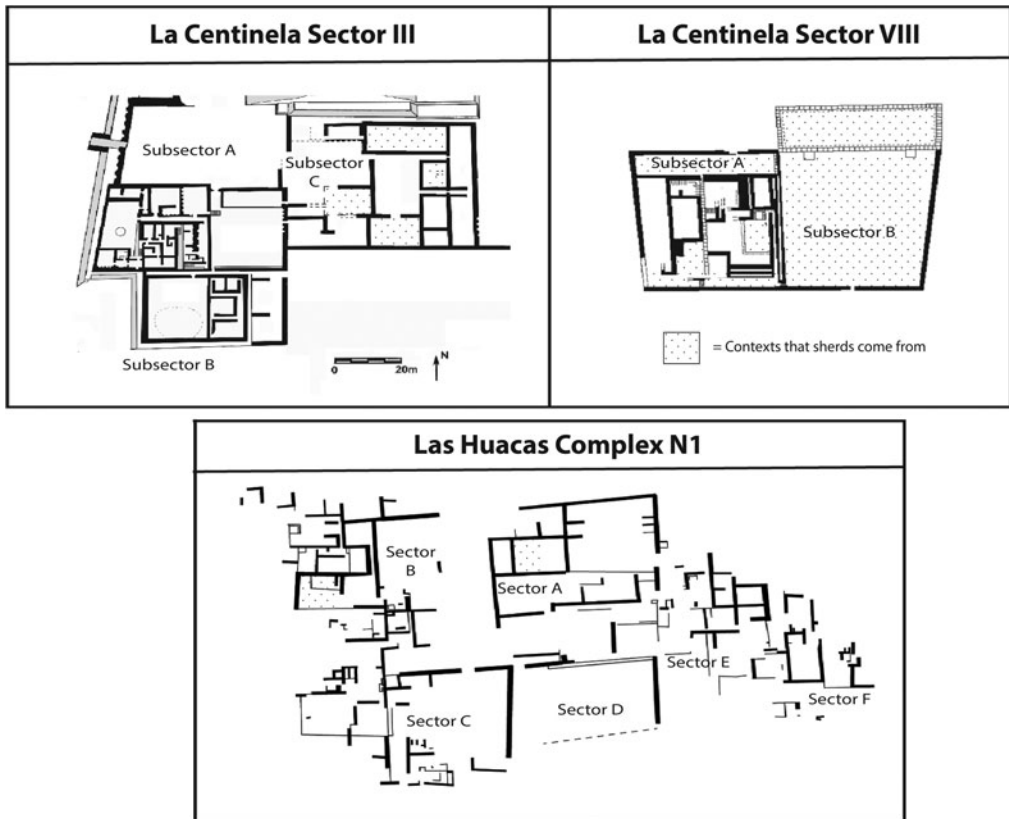 La Centinela Sector III
Subsector A
Subsector
C
Subsector B
0 20m
N
La Centinela Sector VIII
Subsector A
Subsector B
= Contexts that sherds come from
Las Huacas Complex N1
Sector
B
Sector A
Sector E
Sector F
Sector C
Sector D